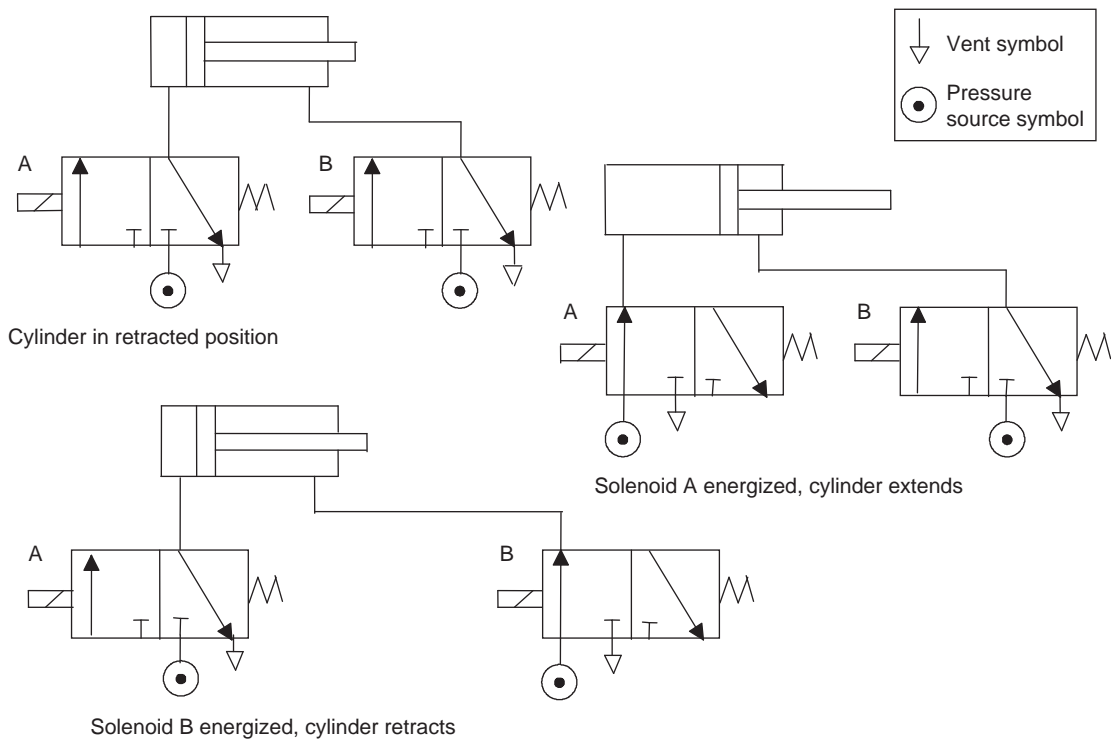 Vent symbol
Pressure
source symbol
A
B
Cylinder in retracted position
A
B
Solenoid A energized, cylinder extends
A
B
Solenoid B energized, cylinder retracts